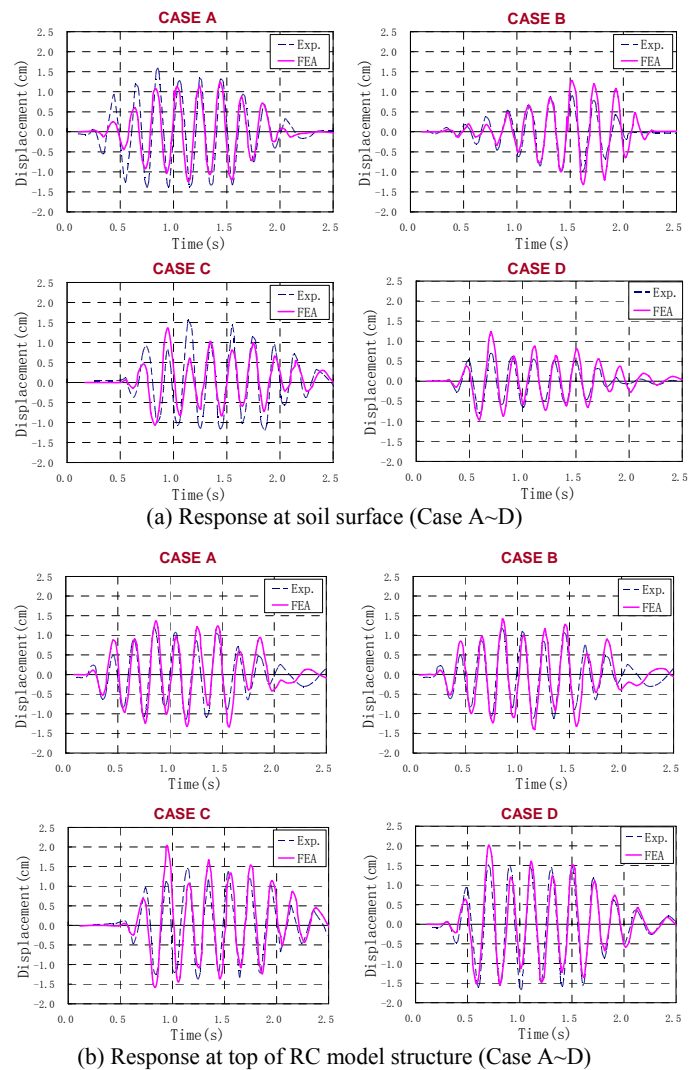 CASE A
2.5
2.0
1.5
1.0
0.5
0.0
-0.5
-1.0
-1.5
-2.0
Displacement(cm)
Exp.
FEA
0.0 0.5 1.0 1.5 2.0 2.5
Time(s)
CASE B
2.5
2.0
1.5
1.0
0.5
0.0
-0.5
-1.0
-1.5
-2.0
Displacement(cm)
Exp.
FEA
0.0 0.5 1.0 1.5 2.0 2.5
Time(s)
CASE C
2.5
2.0
1.5
1.0
0.5
0.0
-0.5
-1.0
-1.5
-2.0
Displacement(cm)
Exp.
FEA
0.0 0.5 1.0 1.5 2.0 2.5
Time(s)
CASE D
2.5
2.0
1.5
1.0
0.5
0.0
-0.5
-1.0
-1.5
-2.0
Displacement(cm)
Exp.
FEA
0.0 0.5 1.0 1.5 2.0 2.5
Time(s)
(a) Response at soil surface (Case A~D)
CASE A
2.5
2.0
1.5
1.0
0.5
0.0
-0.5
-1.0
-1.5
-2.0
Displacement(cm)
Exp.
FEA
0.0 0.5 1.0 1.5 2.0 2.5
Time(s)
CASE B
2.5
2.0
1.5
1.0
0.5
0.0
-0.5
-1.0
-1.5
-2.0
Displacement(cm)
Exp.
FEA
0.0 0.5 1.0 1.5 2.0 2.5
Time(s)
CASE C
2.5
2.0
1.5
1.0
0.5
0.0
-0.5
-1.0
-1.5
-2.0
Displacement(cm)
Exp.
FEA
0.0 0.5 1.0 1.5 2.0 2.5
Time(s)
CASE D
2.5
2.0
1.5
1.0
0.5
0.0
-0.5
-1.0
-1.5
-2.0
Displacement(cm)
Exp.
FEA
0.0 0.5 1.0 1.5 2.0 2.5
Time(s)
(b) Response at top of RC model structure (Case A~D)